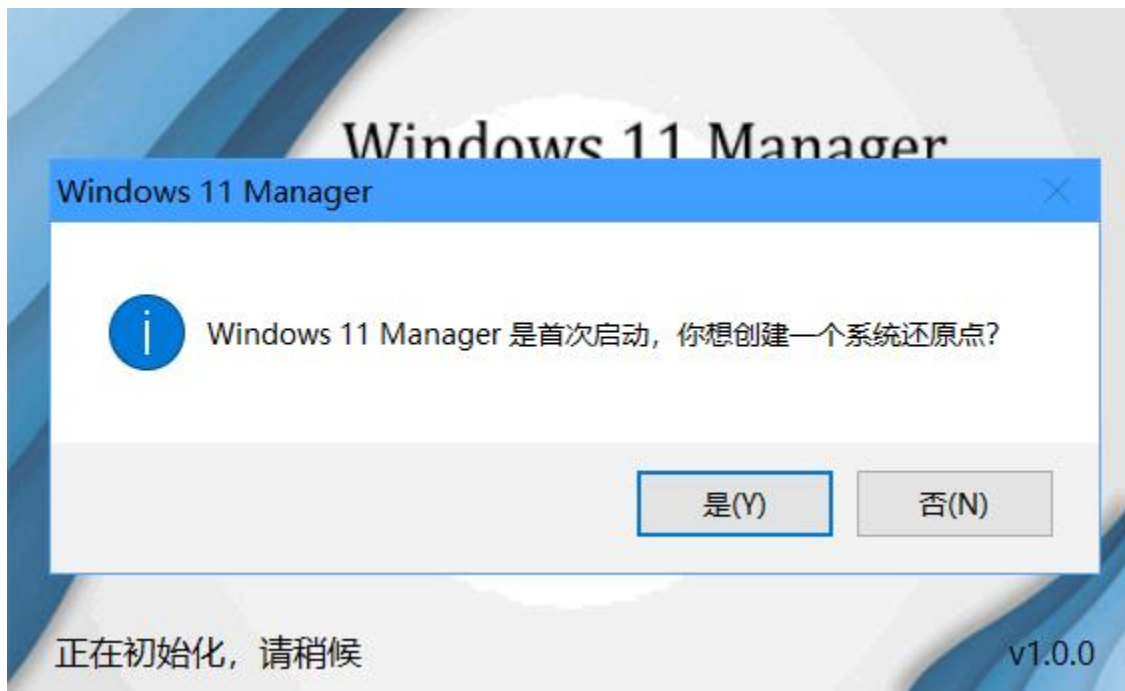 Windows 11 Manager
Windows 11 Manager
Windows 11 Manager 是首次启动，你想创建一个系统还原点？
是(Y)
否(N)
正在初始化，请稍候
v1.0.0